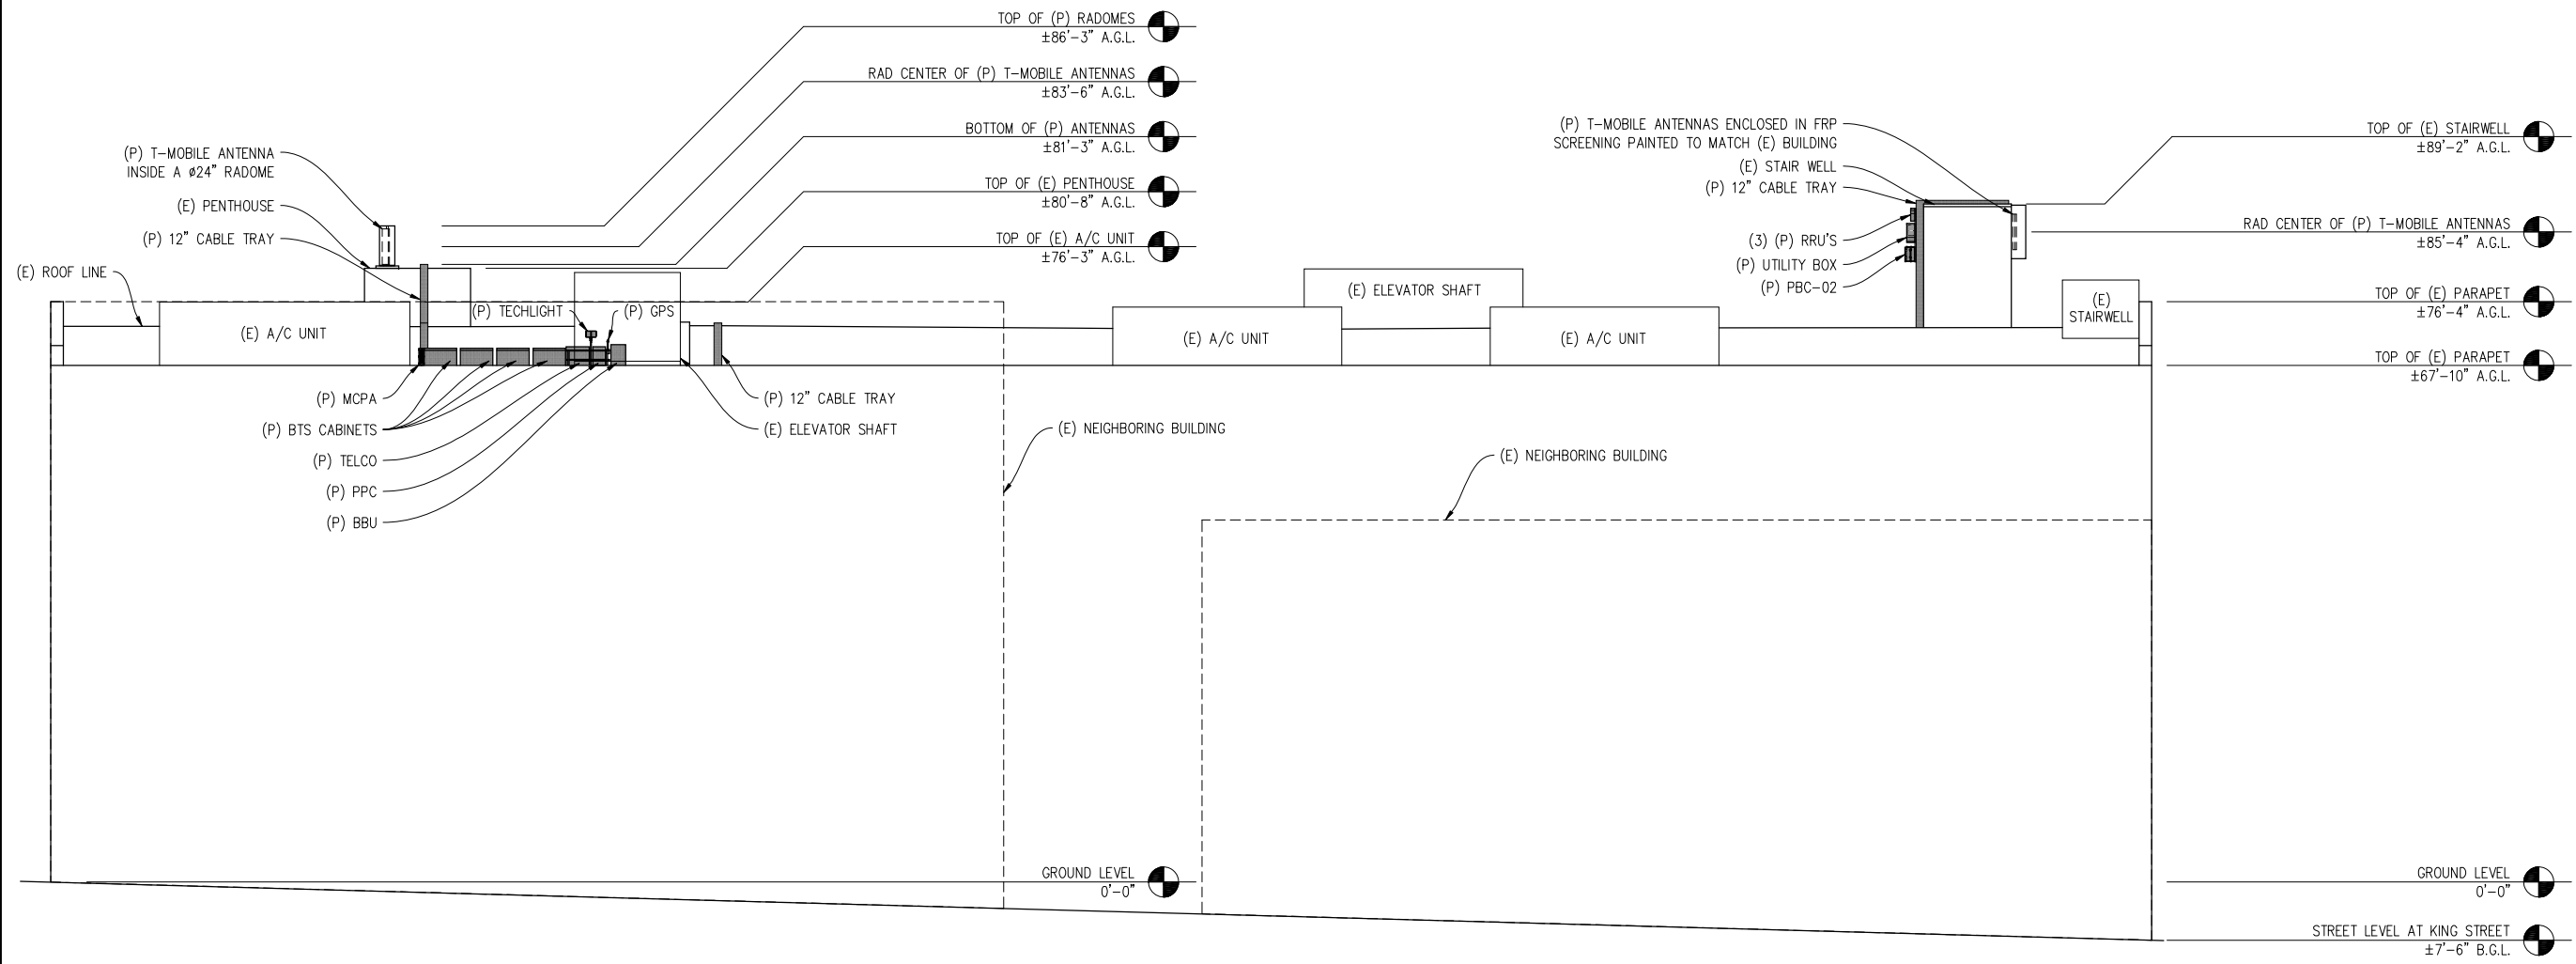 TOP OF (P) RADOMES
±86'-3" A.G.L.
RAD CENTER OF (P) T-MOBILE ANTENNAS
±83'-6" A.G.L.
BOTTOM OF (P) ANTENNAS
±81'-3" A.G.L.
TOP OF (E) PENTHOUSE
±80'-8" A.G.L.
TOP OF (E) A/C UNIT
±76'-3" A.G.L.
(P) T-MOBILE ANTENNA
INSIDE A ø24" RADOME
(E) PENTHOUSE
(P) 12" CABLE TRAY
(E) ROOF LINE
(E) A/C UNIT
(P) TECHLIGHT
(P) GPS
(P) MCPA
(P) BTS CABINETS
(P) TELCO
(P) PPC
(P) BBU
(P) 12" CABLE TRAY
(E) ELEVATOR SHAFT
(E) NEIGHBORING BUILDING
(E) ELEVATOR SHAFT
(E) A/C UNIT
(E) A/C UNIT
(E) NEIGHBORING BUILDING
(P) T-MOBILE ANTENNAS ENCLOSED IN FRP
SCREENING PAINTED TO MATCH (E) BUILDING
(E) STAIR WELL
(P) 12" CABLE TRAY
(3) (P) RRU'S
(P) UTILITY BOX
(P) PBC-02
(E)
STAIRWELL
TOP OF (E) STAIRWELL
±89'-2" A.G.L.
RAD CENTER OF (P) T-MOBILE ANTENNAS
±85'-4" A.G.L.
TOP OF (E) PARAPET
±76'-4" A.G.L.
TOP OF (E) PARAPET
±67'-10" A.G.L.
GROUND LEVEL
0'-0"
GROUND LEVEL
0'-0"
STREET LEVEL AT KING STREET
±7'-6" B.G.L.